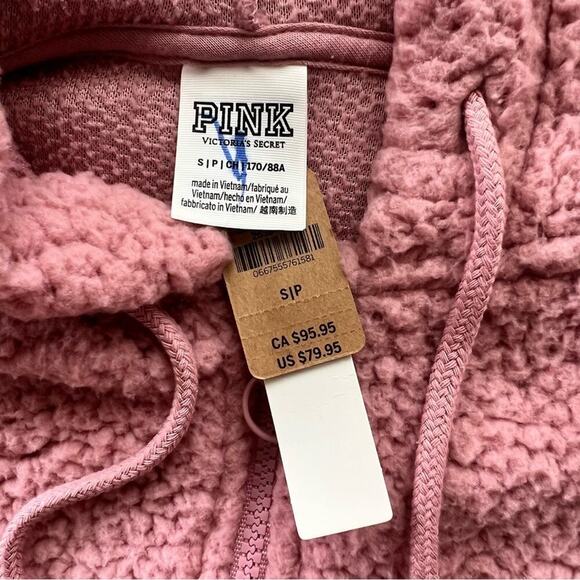 PINK
VICTORIA'S SECRET
S|P|CH|170/88A
made in Vietnam/fabriqué au
Vietnam/hecho en Vietnam/
fabbricato in Vietnam/ 越南制造
0667555761581
S|P
CA $95.95
US $79.95